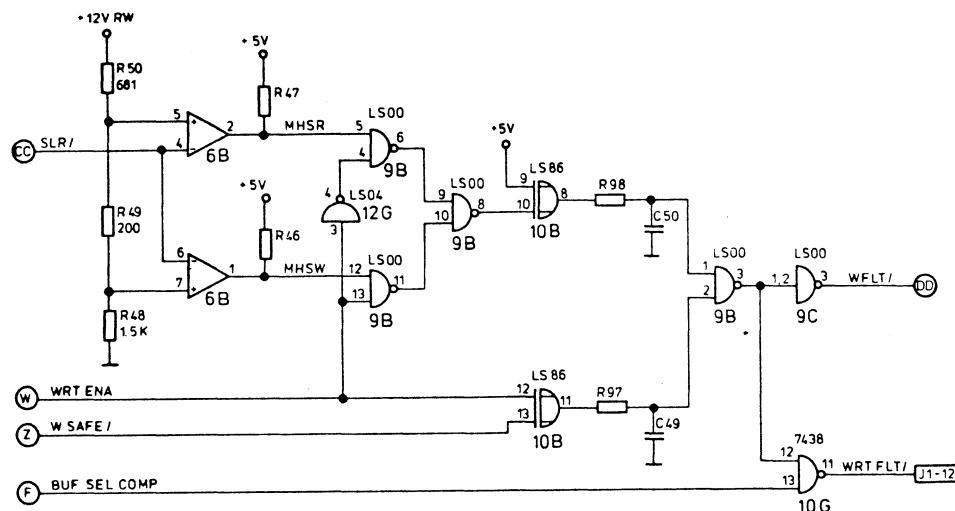 +12V RW
R50
681
+5V
R47
LS00
5
+
4
-
2
6B
MHSR
5
4
6
9B
CC
SLR/
+5V
LS86
9
10
8
10B
R98
C50
4
LS04
12G
3
LS00
9
10
8
9B
R49
200
+5V
R46
6
-
7
+
1
6B
MHSW
LS00
12
13
11
9B
LS00
1
2
3
9B
LS00
1,2
3
9C
WFLT/
DD
R48
1.5K
W
WRT ENA
LS86
12
13
11
10B
R97
C49
Z
W SAFE/
7438
12
13
11
10G
WRT FLT/
J1-12
F
BUF SEL COMP